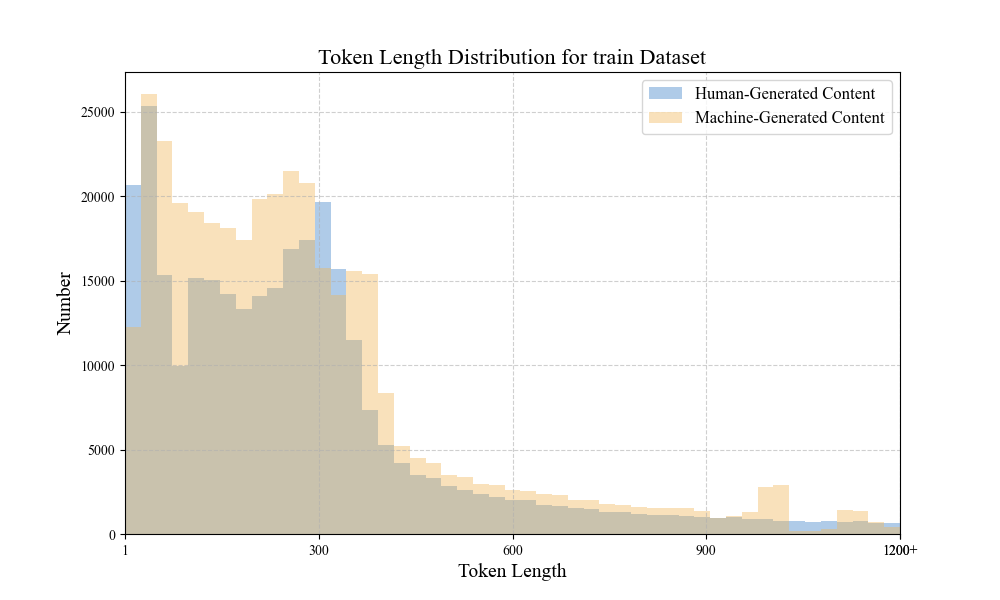 Token Length Distribution for train Dataset
Human-Generated Content
Machine-Generated Content
Number
25000
20000
15000
10000
5000
0
1 300 600 900 1200 1200+
Token Length